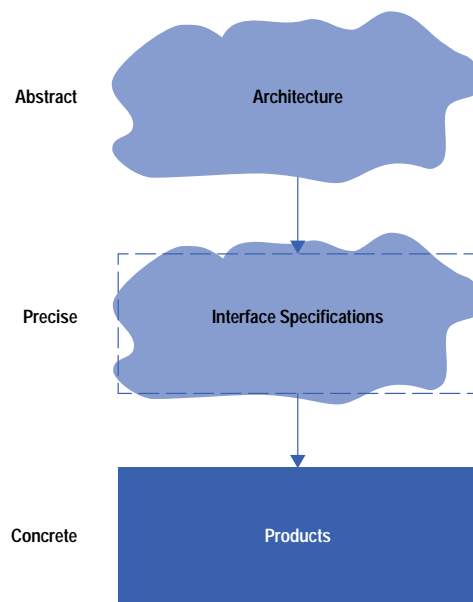 Abstract
Architecture
Precise
Interface Specifications
Concrete
Products